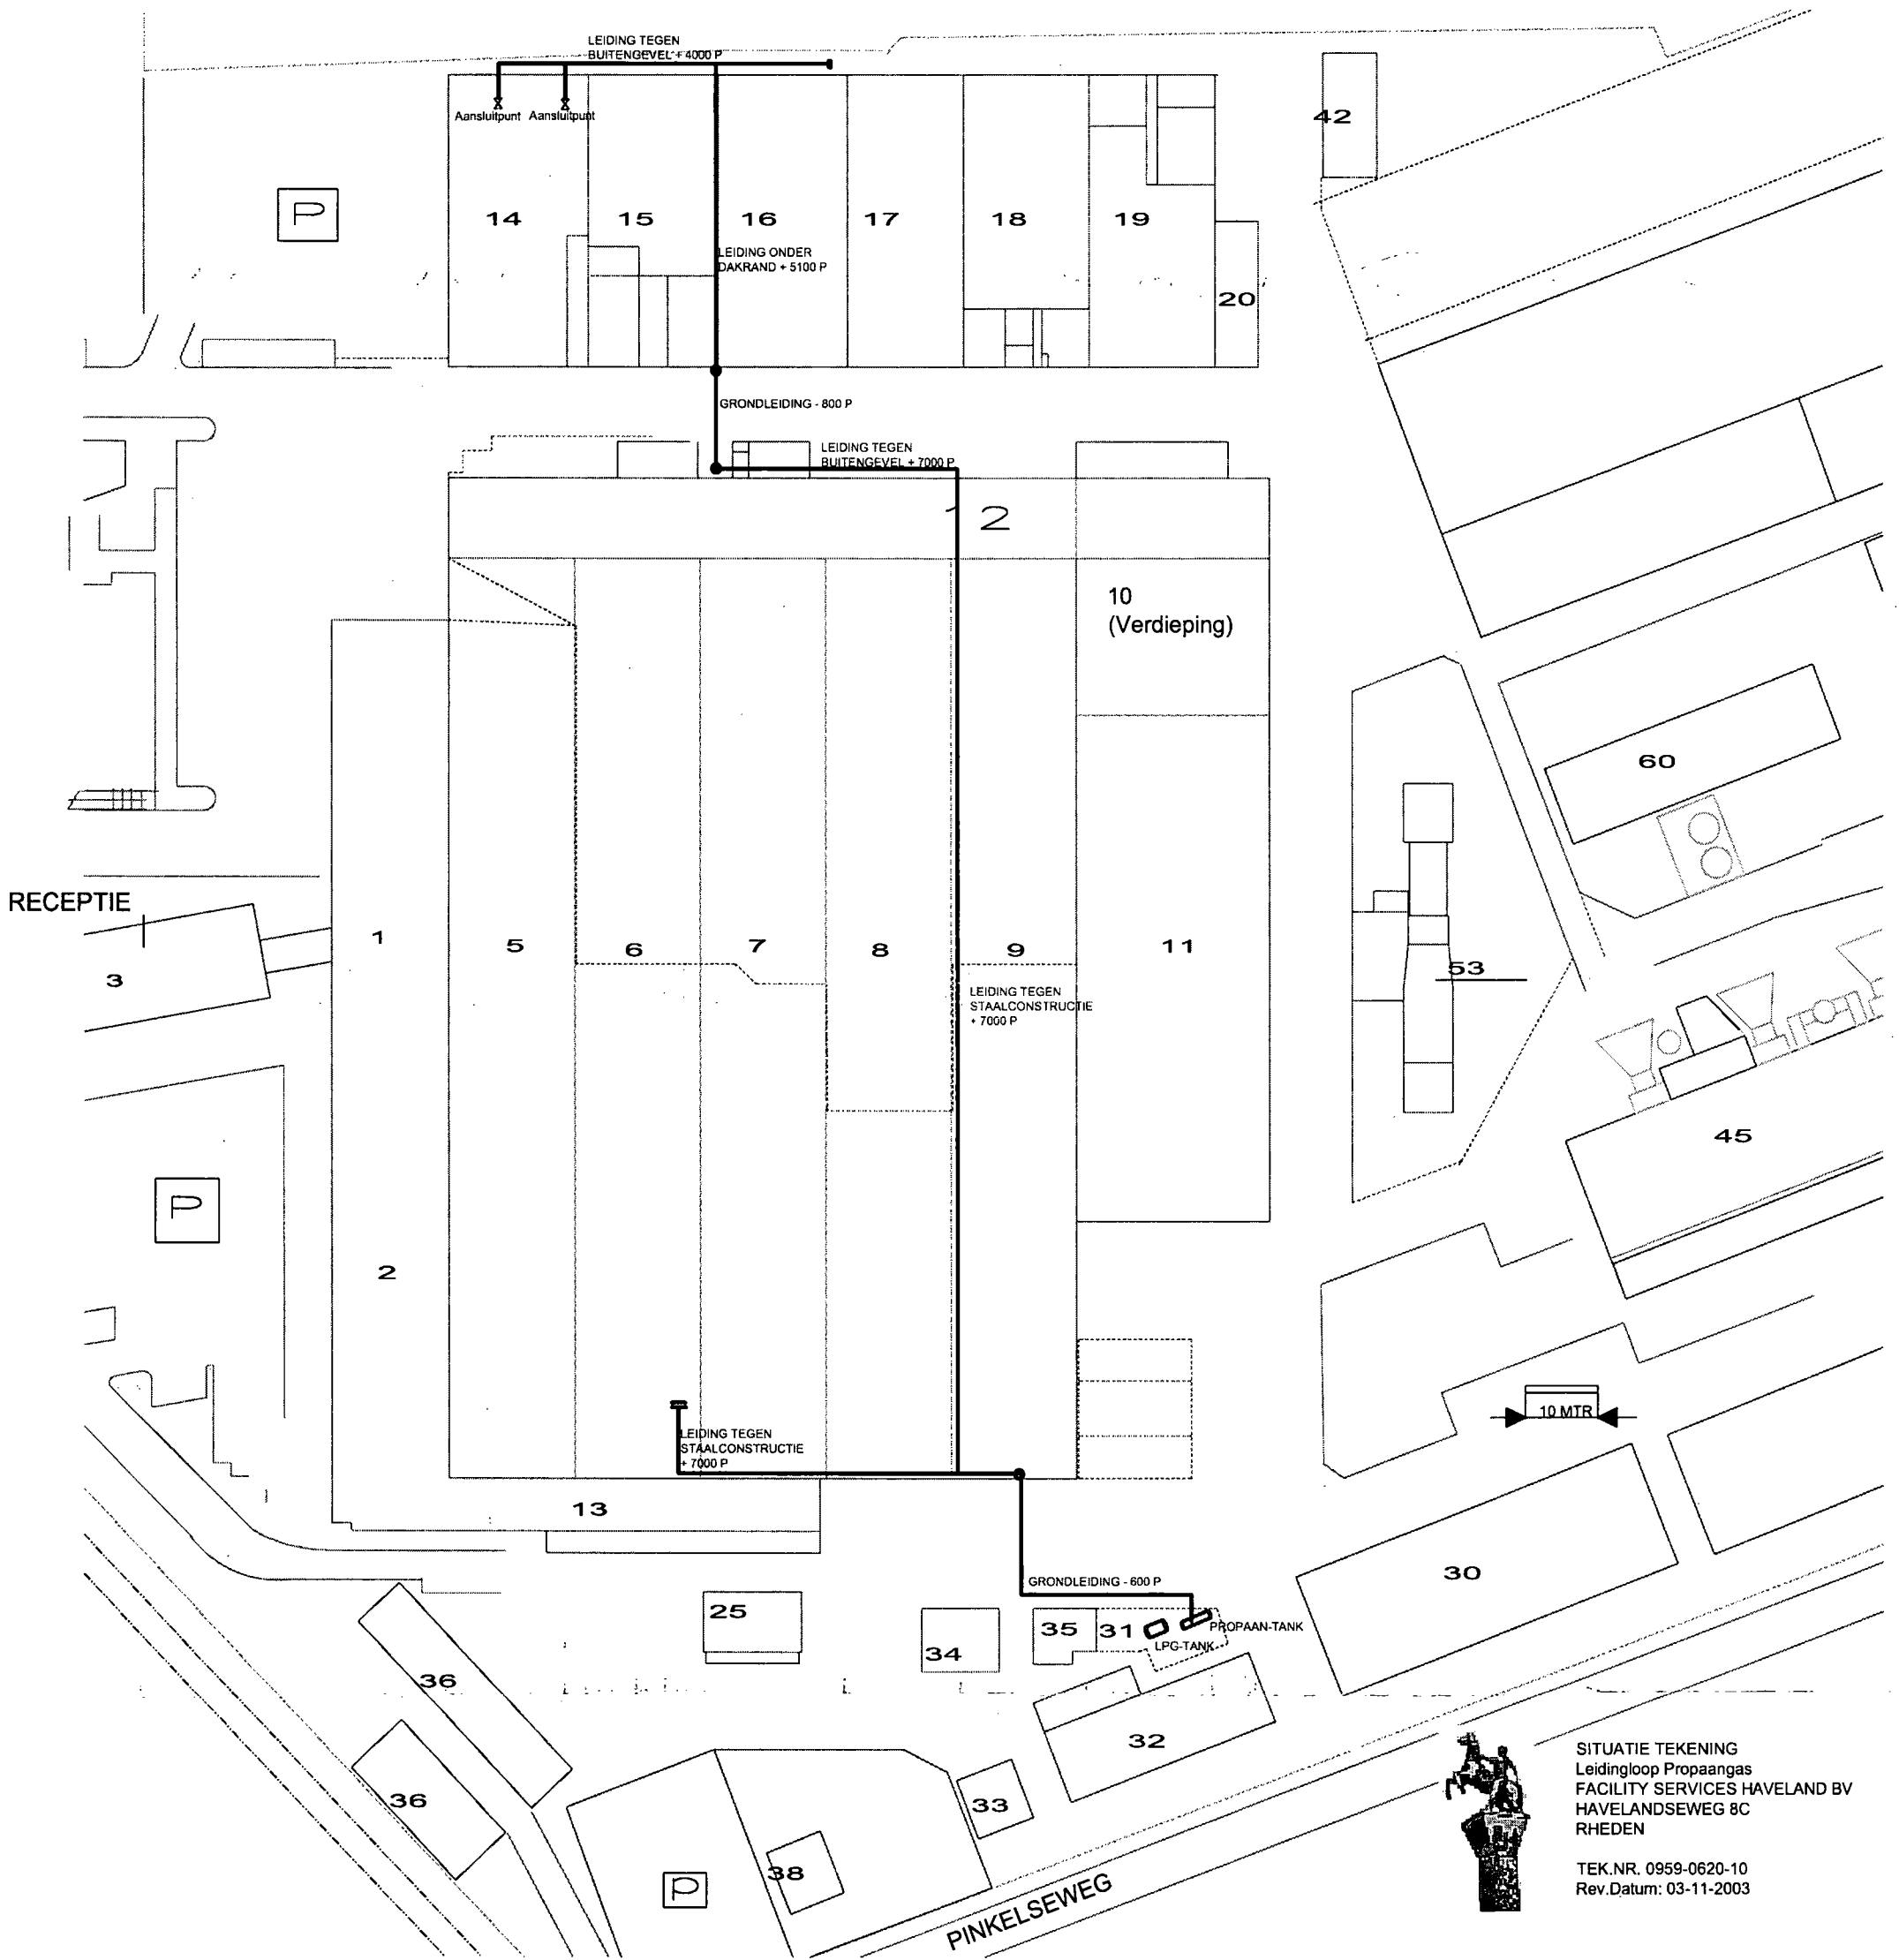 LEIDING TEGEN
BUITENGEVEL + 4000 P
Aansluitpunt
Aansluitpunt
42
P
14
15
16
17
18
19
20
LEIDING ONDER
DAKRAND + 5100 P
GRONDLEIDING - 800 P
LEIDING TEGEN
BUITENGEVEL + 7000 P
12
10
(Verdieping)
60
RECEPTIE
3
1
5
6
7
8
9
11
53
LEIDING TEGEN
STAALCONSTRUCTIE
+ 7000 P
45
P
2
10 MTR
LEIDING TEGEN
STAALCONSTRUCTIE
+ 7000 P
13
GRONDLEIDING - 600 P
30
25
34
35
31
PROPAAN-TANK
LPG-TANK
36
32
36
33
38
P
PINKELSEWEG
SITUATIE TEKENING
Leidingloop Propaangas
FACILITY SERVICES HAVELAND BV
HAVELANDSEWEG 8C
RHEDEN
TEK.NR. 0959-0620-10
Rev.Datum: 03-11-2003